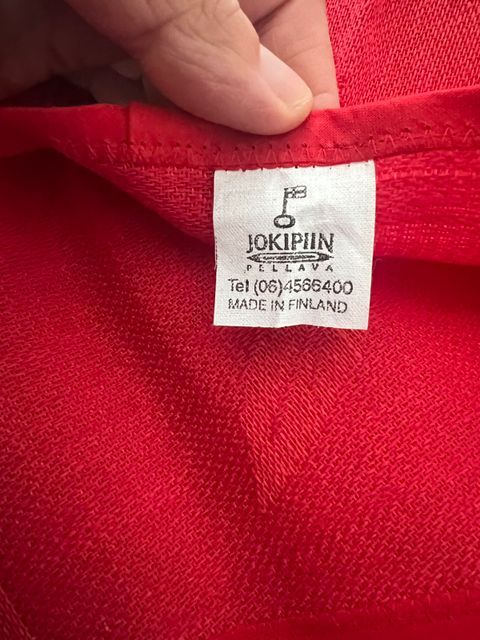 JOKIPIIN
PELLAVA
Tel (06)4566400
MADE IN FINLAND